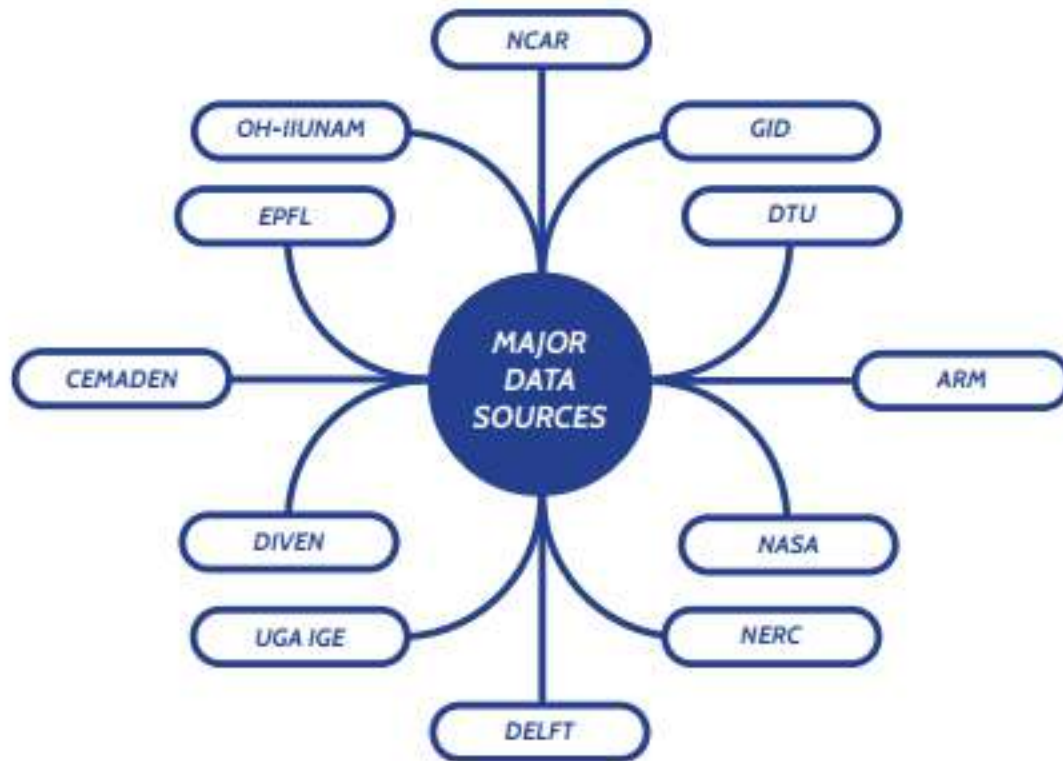 NCAR
OH-IIUNAM
GID
EPFL
DTU
MAJOR
DATA
SOURCES
CEMADEN
ARM
DIVEN
NASA
UGA IGE
NERC
DELFT